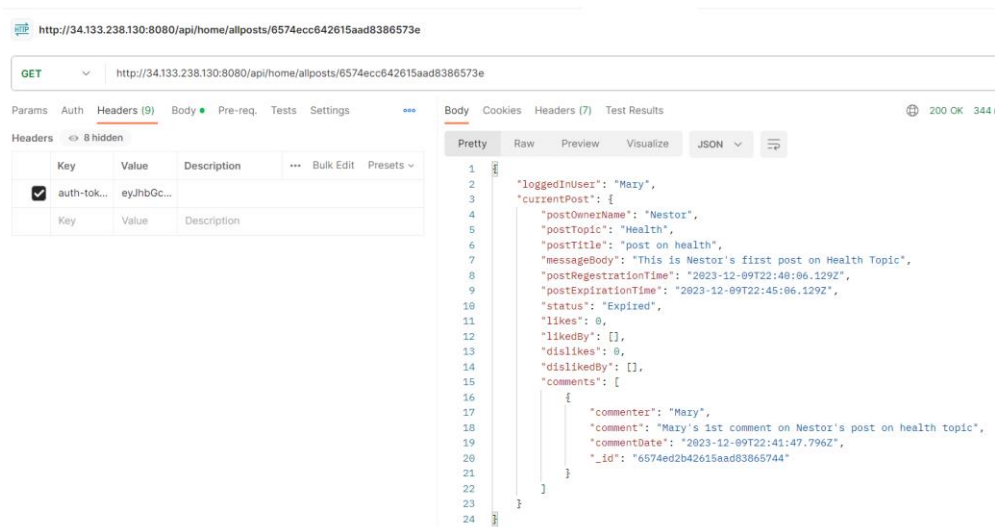 HTTP http://34.133.238.130:8080/api/home/allposts/6574ecc642615aad8386573e
GET http://34.133.238.130:8080/api/home/allposts/6574ecc642615aad8386573e
Params Auth Headers (9) Body Pre-req. Tests Settings
Headers 8 hidden
Key Value Description Bulk Edit Presets
auth-tok... eyJhbGc...
Key Value Description
Body Cookies Headers (7) Test Results 200 OK 344
Pretty Raw Preview Visualize JSON
1 {
2 "loggedInUser": "Mary",
3 "currentPost": {
4 "postOwnerName": "Nestor",
5 "postTopic": "Health",
6 "postTitle": "post on health",
7 "messageBody": "This is Nestor's first post on Health Topic",
8 "postRegestrationTime": "2023-12-09T22:40:06.129Z",
9 "postExpirationTime": "2023-12-09T22:45:06.129Z",
10 "status": "Expired",
11 "likes": 0,
12 "likedBy": [],
13 "dislikes": 0,
14 "dislikedBy": [],
15 "comments": [
16 {
17 "commenter": "Mary",
18 "comment": "Mary's 1st comment on Nestor's post on health topic",
19 "commentDate": "2023-12-09T22:41:47.796Z",
20 "_id": "6574ed2b42615aad83865744"
21 }
22 ]
23 }
24 }